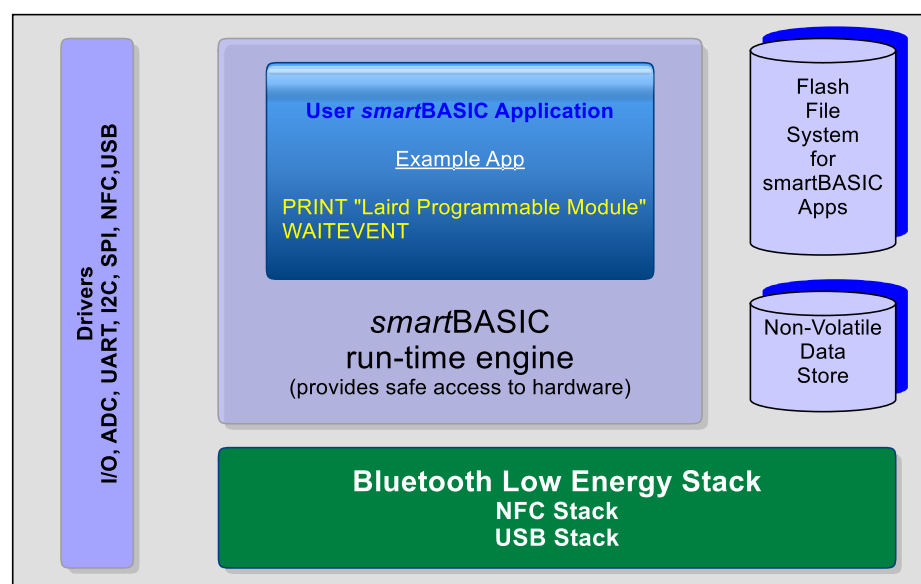 Drivers
I/O, ADC, UART, I2C, SPI, NFC,USB
User smartBASIC Application
Example App
PRINT "Laird Programmable Module"
WAITEVENT
smartBASIC
run-time engine
(provides safe access to hardware)
Flash
File
System
for
smartBASIC
Apps
Non-Volatile
Data
Store
Bluetooth Low Energy Stack
NFC Stack
USB Stack